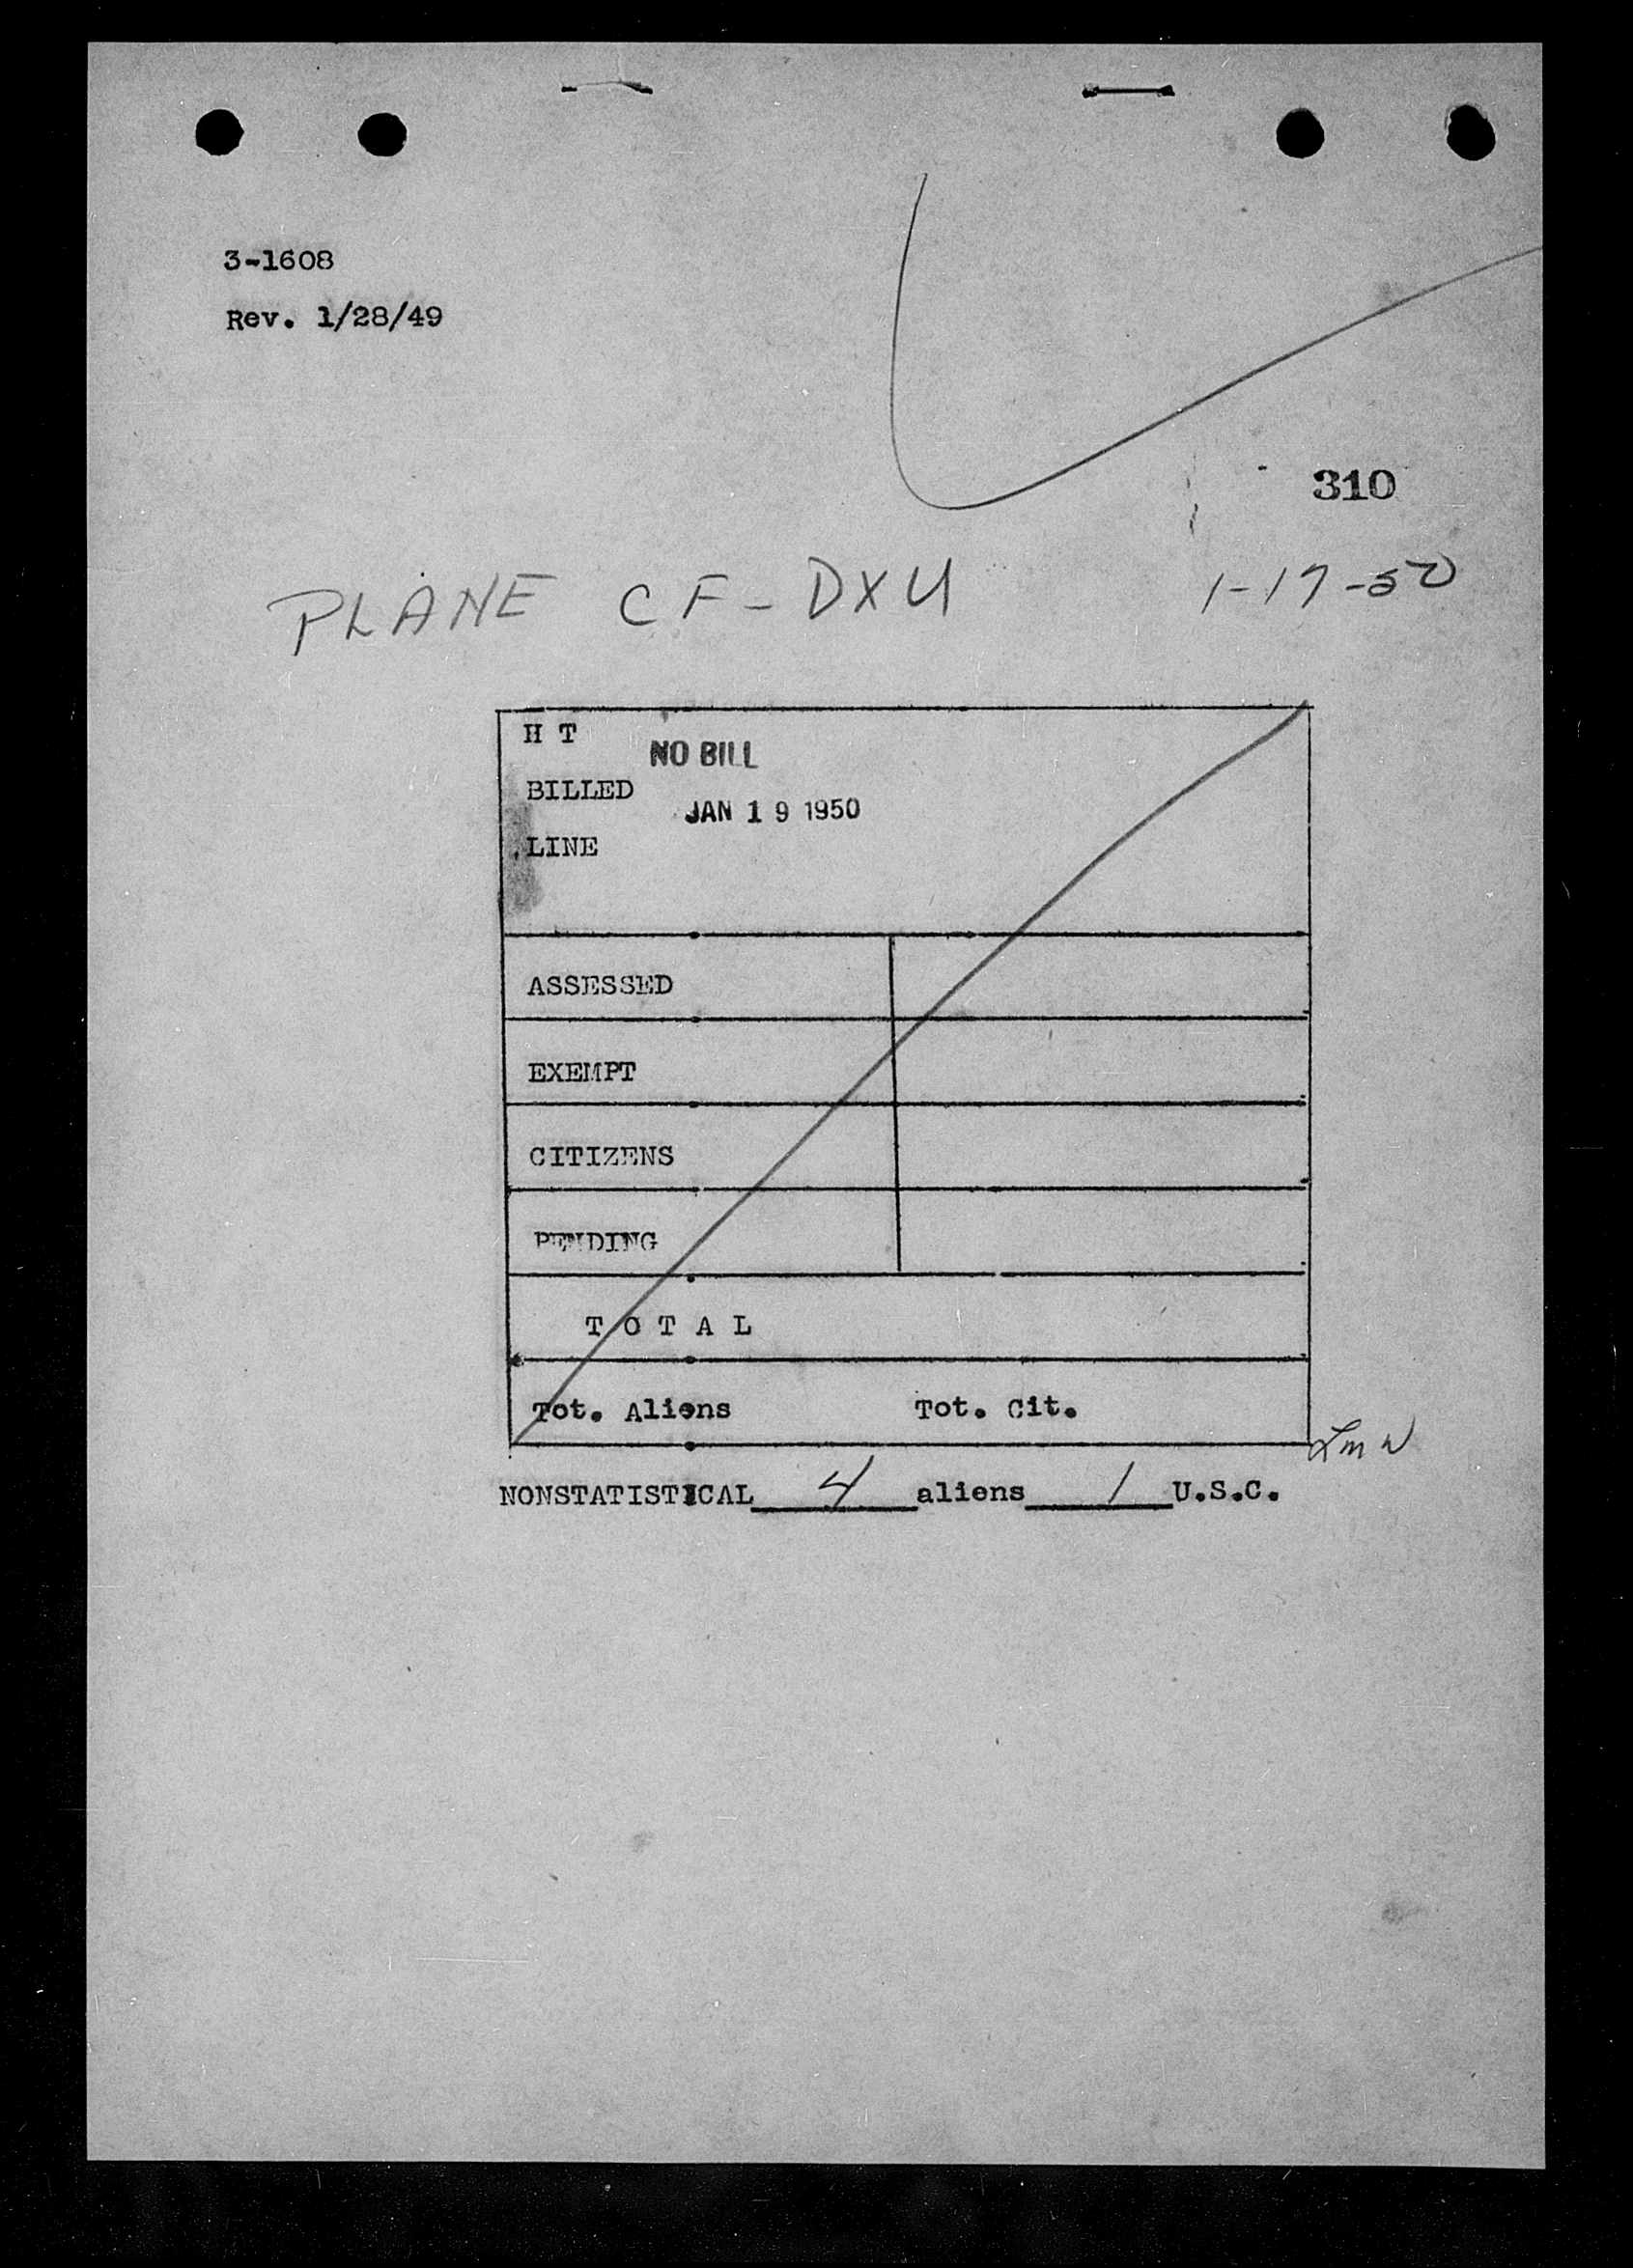 3-1608
Rev. 1/28/49
310
PLANE CF-DXU 1-17-50
H T
NO BILL
BILLED
JAN 19 1950
LINE
ASSESSED
EXEMPT
CITIZENS
PENDING
T O T A L
Tot. Aliens Tot. Cit.
LMW
NONSTATISTICAL 4 aliens 1 U.S.C.